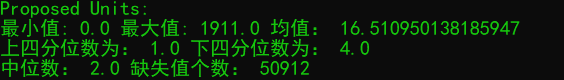 Proposed Units:
最小值: 0.0 最大值: 1911.0 均值: 16.510950138185947
上四分位数为: 1.0 下四分位数为: 4.0
中位数: 2.0 缺失值个数: 50912